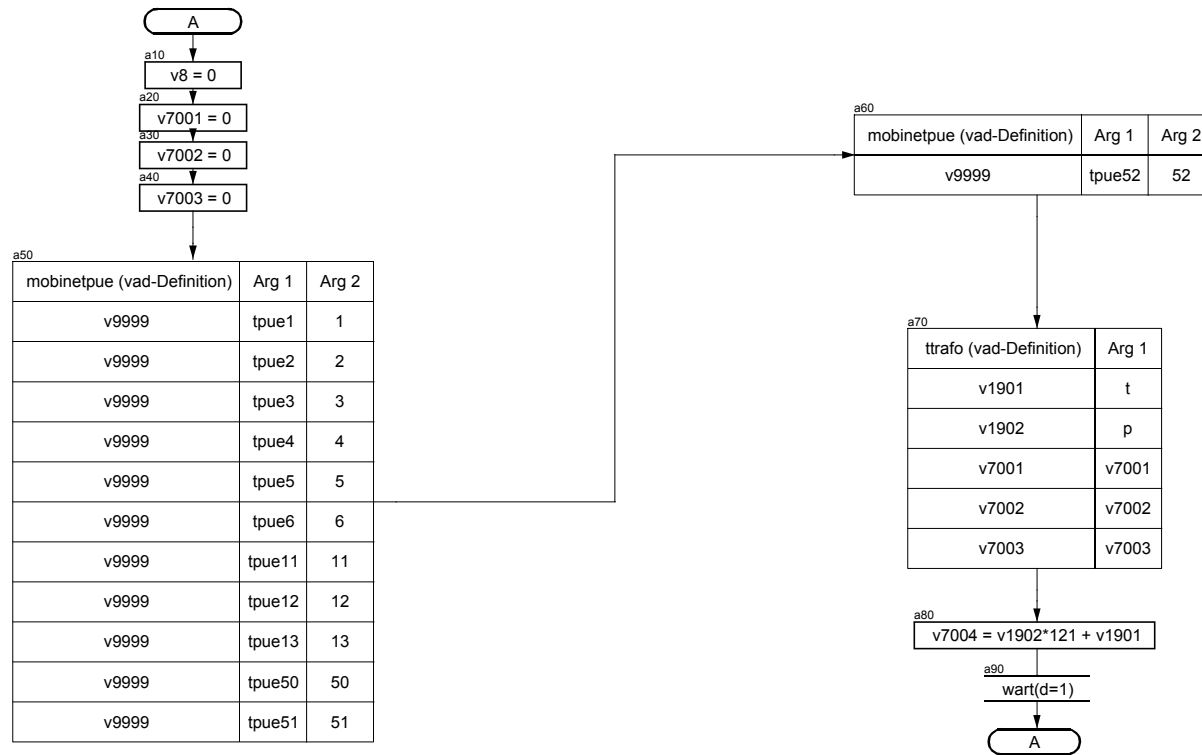 A
a10
v8 = 0
a20
v7001 = 0
a30
v7002 = 0
a40
v7003 = 0
a50
mobinetpue (vad-Definition) Arg 1 Arg 2
v9999 tpue1 1
v9999 tpue2 2
v9999 tpue3 3
v9999 tpue4 4
v9999 tpue5 5
v9999 tpue6 6
v9999 tpue11 11
v9999 tpue12 12
v9999 tpue13 13
v9999 tpue50 50
v9999 tpue51 51
a60
mobinetpue (vad-Definition) Arg 1 Arg 2
v9999 tpue52 52
a70
ttrafo (vad-Definition) Arg 1
v1901 t
v1902 p
v7001 v7001
v7002 v7002
v7003 v7003
a80
v7004 = v1902*121 + v1901
a90
wart(d=1)
A